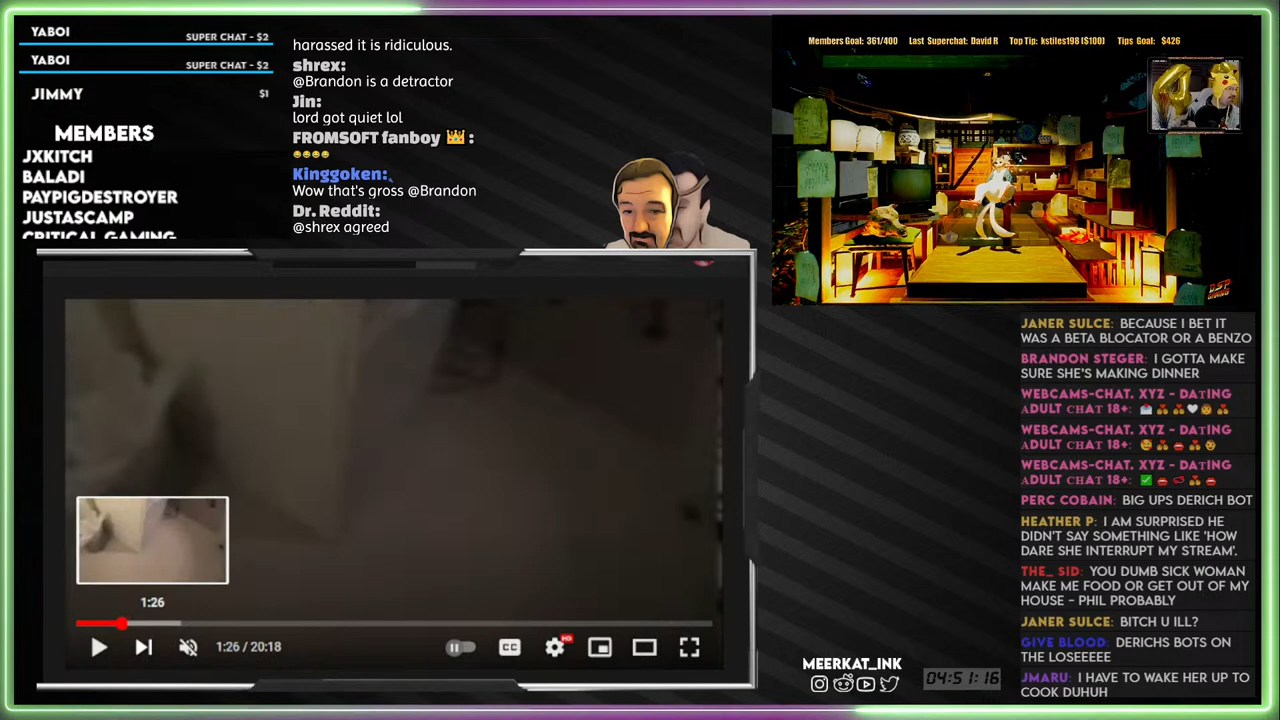 YABOI
SUPER CHAT - $2
YABOI
SUPER CHAT - $2
JIMMY
$1
MEMBERS
JXKITCH
BALADI
PAYPIGDESTROYER
JUSTASCAMP
CRITICAL GAMING
harassed it is ridiculous.
shrex:
@Brandon is a detractor
Jin:
lord got quiet lol
FROMSOFT fanboy 👑 :
😂😂😂😂
Kinggoken:
Wow that's gross @Brandon
Dr. Reddit:
@shrex agreed
Members Goal: 361/400 Last Superchat: David R Top Tip: kstiles198 ($100) Tips Goal: $426
DSP
GAMING
1:26
1:26 / 20:18
CC
HD
JANER SULCE: BECAUSE I BET IT
WAS A BETA BLOCATOR OR A BENZO
BRANDON STEGER: I GOTTA MAKE
SURE SHE'S MAKING DINNER
WEBCAMS-CHAT. XYZ - DATING
ADULT CHAT 18+:
WEBCAMS-CHAT. XYZ - DATING
ADULT CHAT 18+:
WEBCAMS-CHAT. XYZ - DATING
ADULT CHAT 18+:
PERC COBAIN: BIG UPS DERICH BOT
HEATHER P: I AM SURPRISED HE
DIDN'T SAY SOMETHING LIKE 'HOW
DARE SHE INTERRUPT MY STREAM'.
THE_ SID: YOU DUMB SICK WOMAN
MAKE ME FOOD OR GET OUT OF MY
HOUSE - PHIL PROBABLY
JANER SULCE: BITCH U ILL?
GIVE BLOOD: DERICHS BOTS ON
THE LOSEEEEE
JMARU: I HAVE TO WAKE HER UP TO
COOK DUHUH
MEERKAT_INK
04:51:16